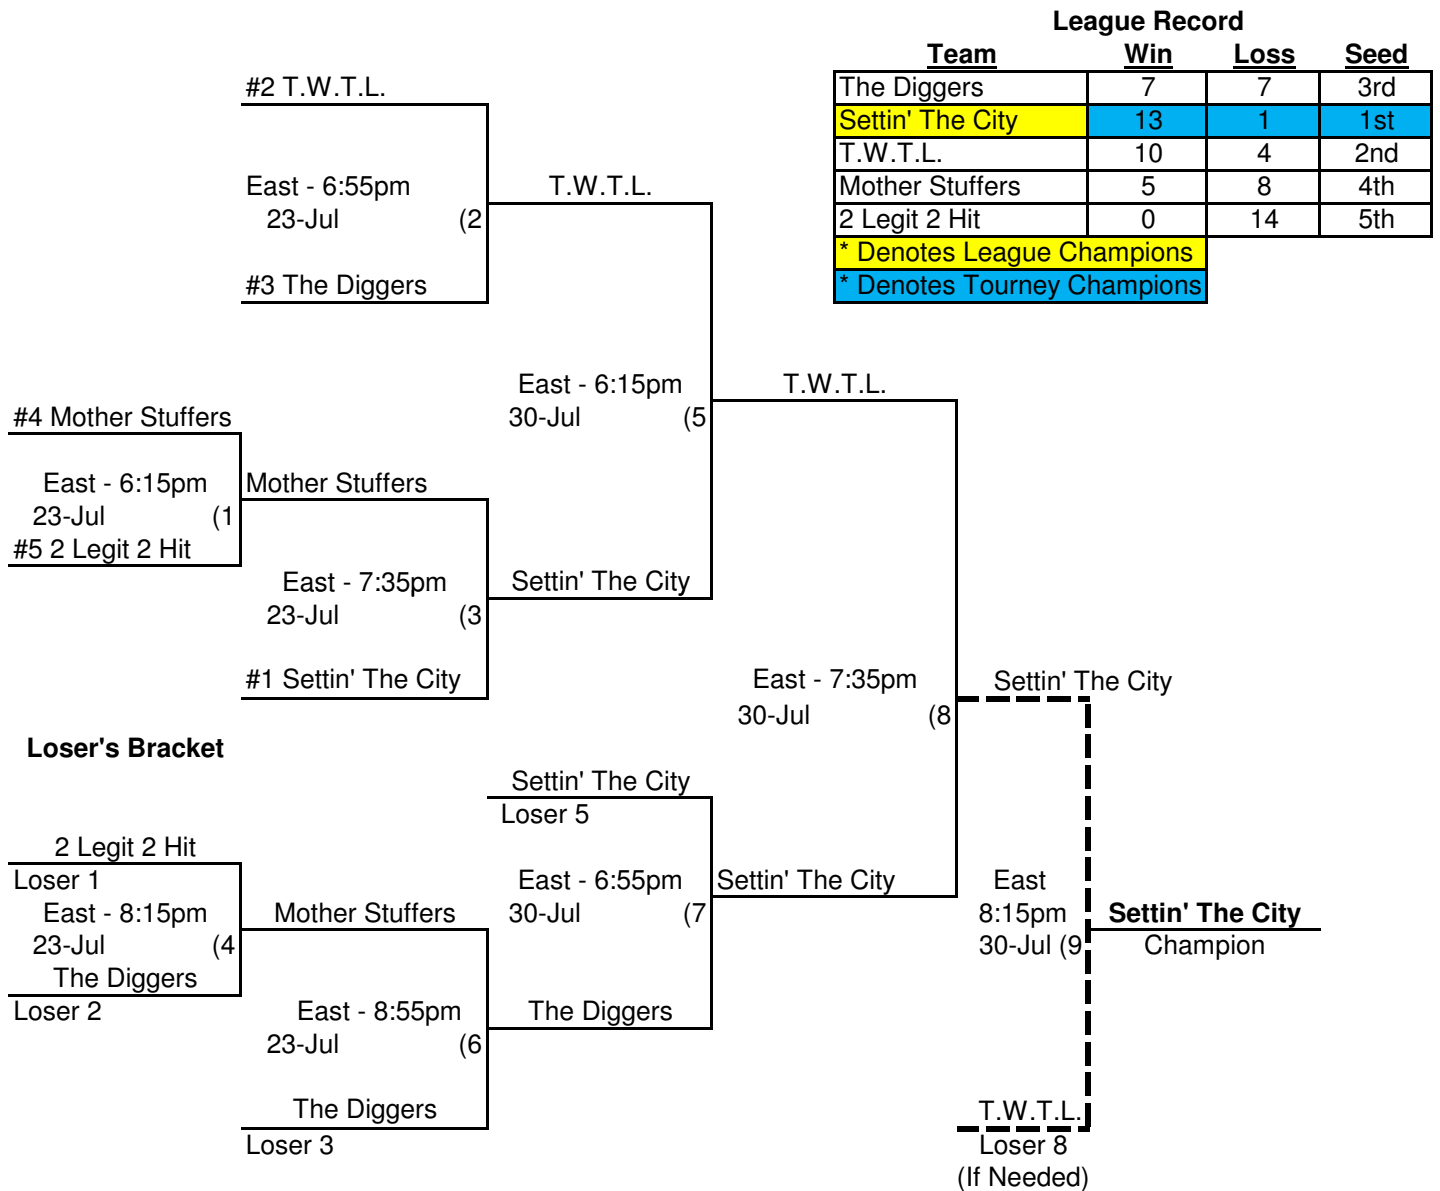 League Record
Team Win Loss Seed
The Diggers 7 7 3rd
Settin' The City 13 1 1st
T.W.T.L. 10 4 2nd
Mother Stuffers 5 8 4th
2 Legit 2 Hit 0 14 5th
* Denotes League Champions
* Denotes Tourney Champions
#2 T.W.T.L.
East - 6:55pm
23-Jul (2
T.W.T.L.
#3 The Diggers
East - 6:15pm
30-Jul (5
T.W.T.L.
#4 Mother Stuffers
East - 6:15pm
23-Jul (1
#5 2 Legit 2 Hit
Mother Stuffers
East - 7:35pm
23-Jul (3
Settin' The City
#1 Settin' The City
East - 7:35pm
30-Jul (8
Settin' The City
Loser's Bracket
Settin' The City
Loser 5
2 Legit 2 Hit
Loser 1
East - 8:15pm
23-Jul (4
The Diggers
Loser 2
Mother Stuffers
East - 8:55pm
23-Jul (6
The Diggers
Loser 3
East - 6:55pm
30-Jul (7
The Diggers
Settin' The City
East
8:15pm
30-Jul (9
Settin' The City
Champion
T.W.T.L.
Loser 8
(If Needed)